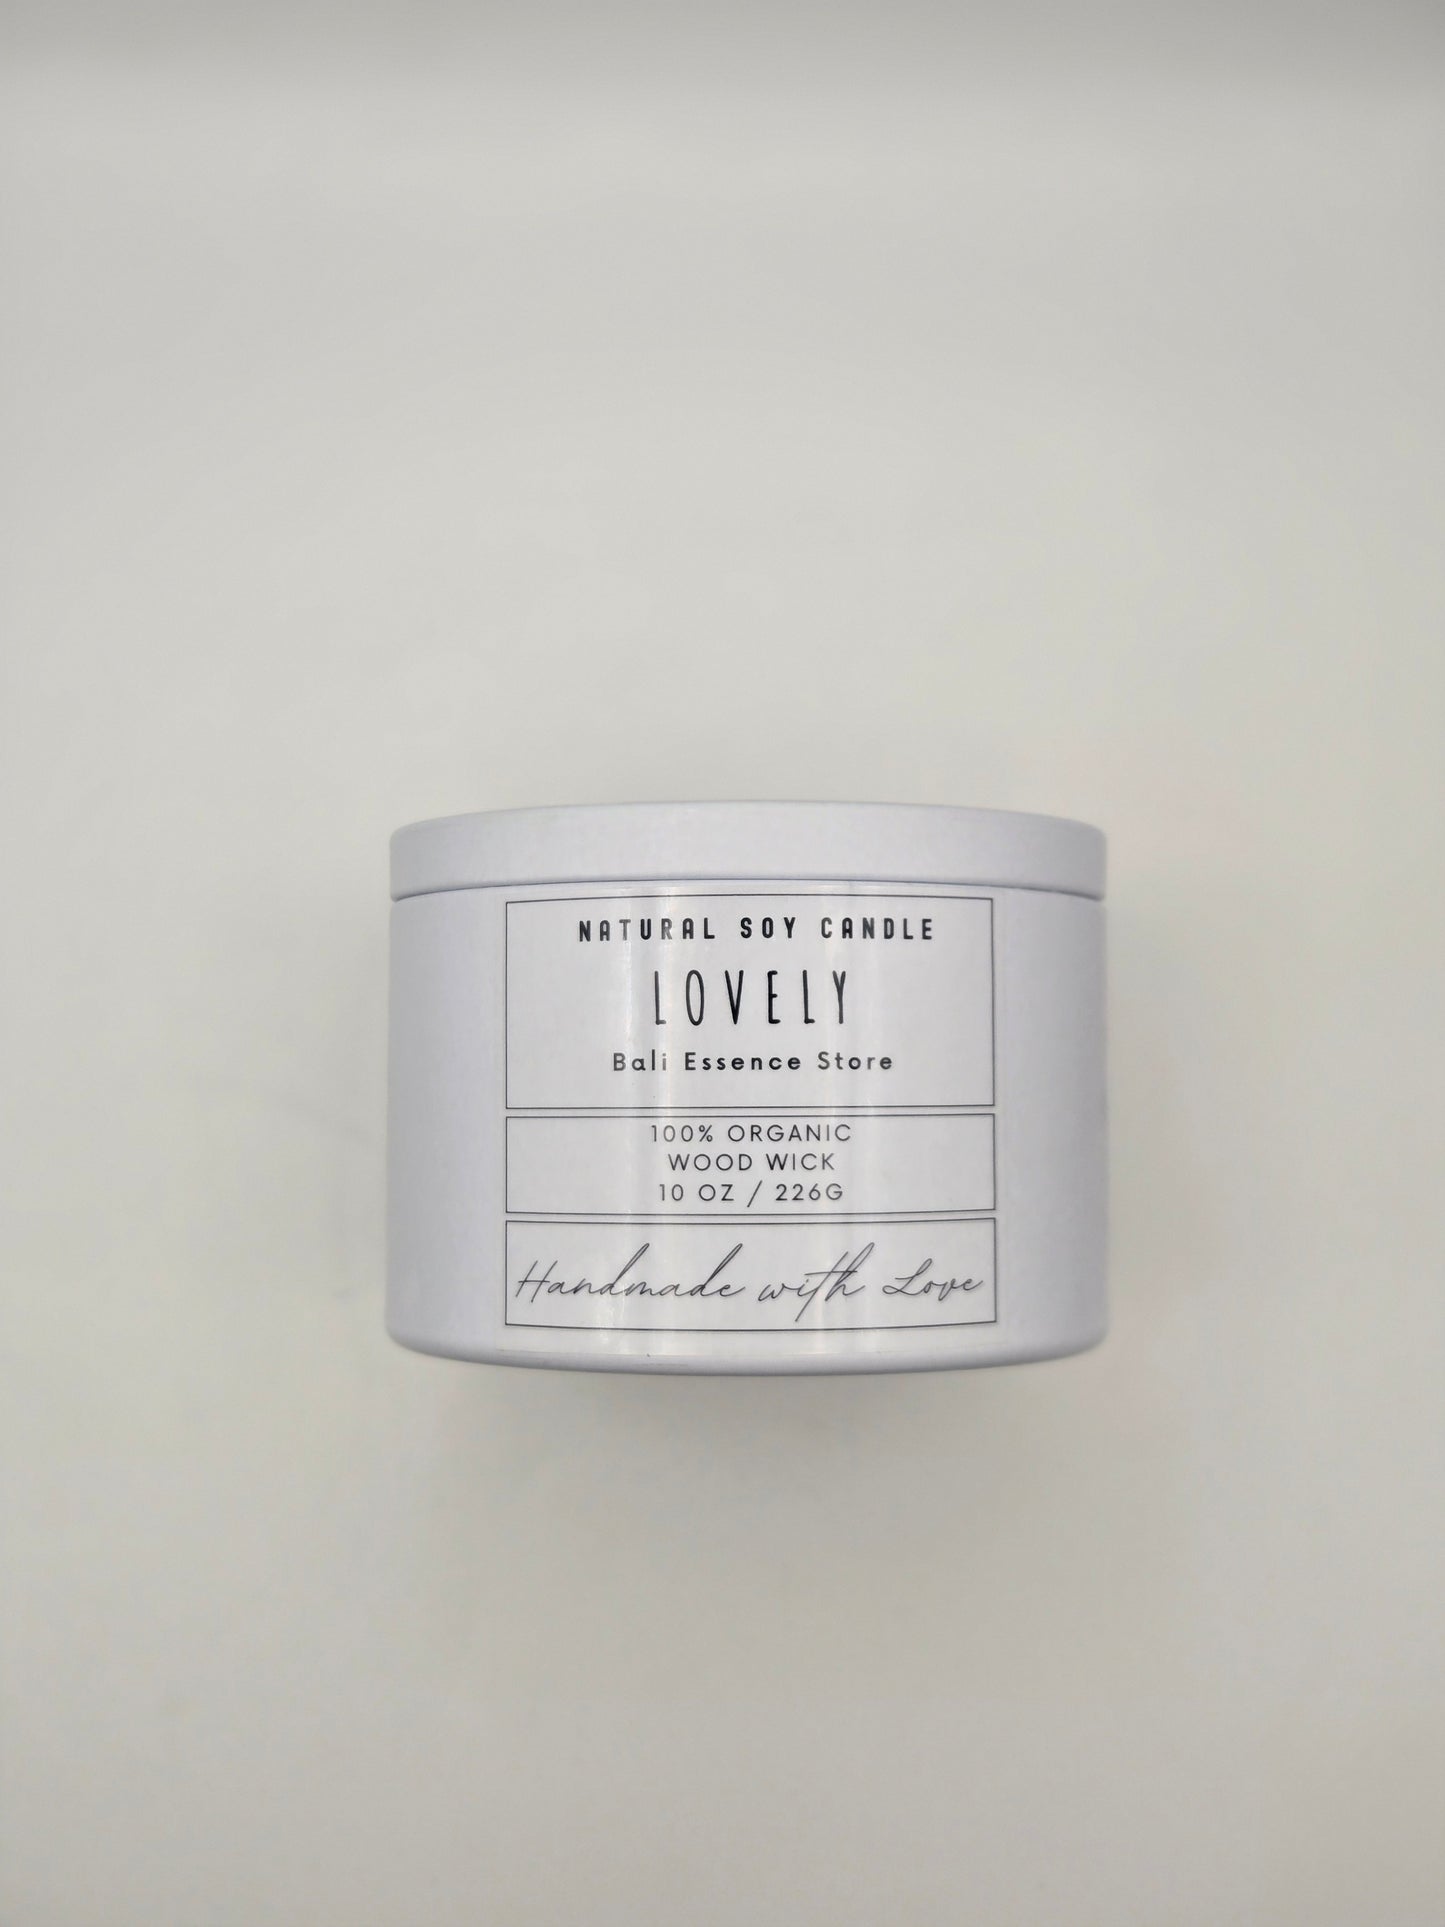 NATURAL SOY CANDLE
LOVELY
Bali Essence Store
100% ORGANIC
WOOD WICK
10 OZ / 226G
Handmade with Love